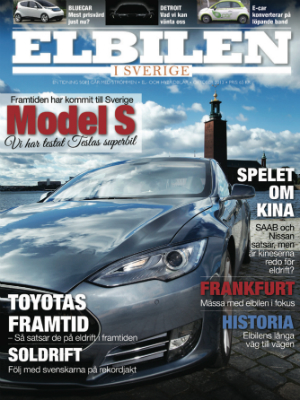 BLUECAR
Mest prisvärd
just nu?
DETROIT
Vad vi kan
vänta oss
E-car
konverterar på
löpande band
ELBILEN
I SVERIGE
Framtiden har kommit till Sverige
Model S
Vi har testat Teslas superbil
SPELET
OM
KINA
SAAB och
Nissan
satsar, men
är kineserna
redo för
eldrift?
FRANKFURT
Mässa med elbilen i fokus
HISTORIA
Elbilens långa
väg till vägen
TOYOTAS
FRAMTID
– Så satsar de på eldrift i framtiden
SOLDRIFT
Följ med svenskarna på rekordjakt